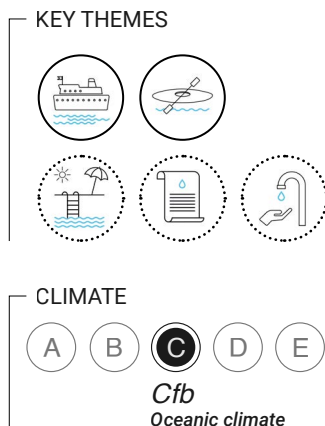 KEY THEMES
CLIMATE
A B C D E
Cfb
Oceanic climate